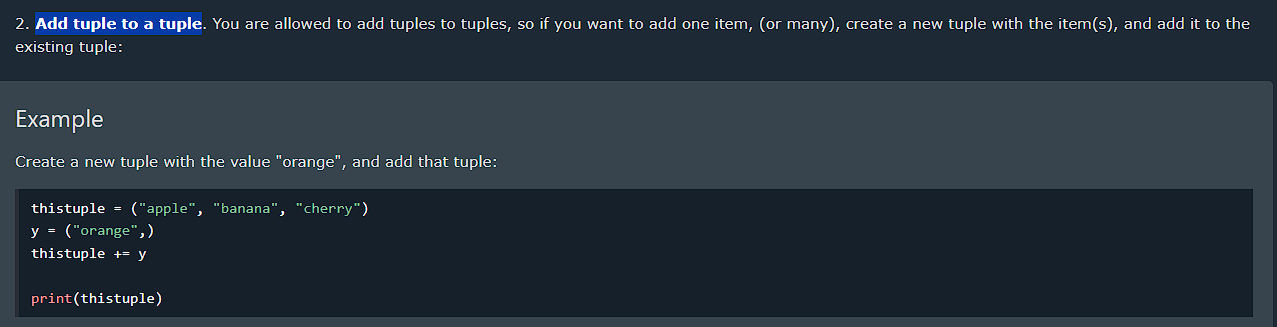 2. Add tuple to a tuple. You are allowed to add tuples to tuples, so if you want to add one item, (or many), create a new tuple with the item(s), and add it to the
existing tuple:
Example
Create a new tuple with the value "orange", and add that tuple:
thistuple = ("apple", "banana", "cherry")
y = ("orange",)
thistuple += y
print(thistuple)